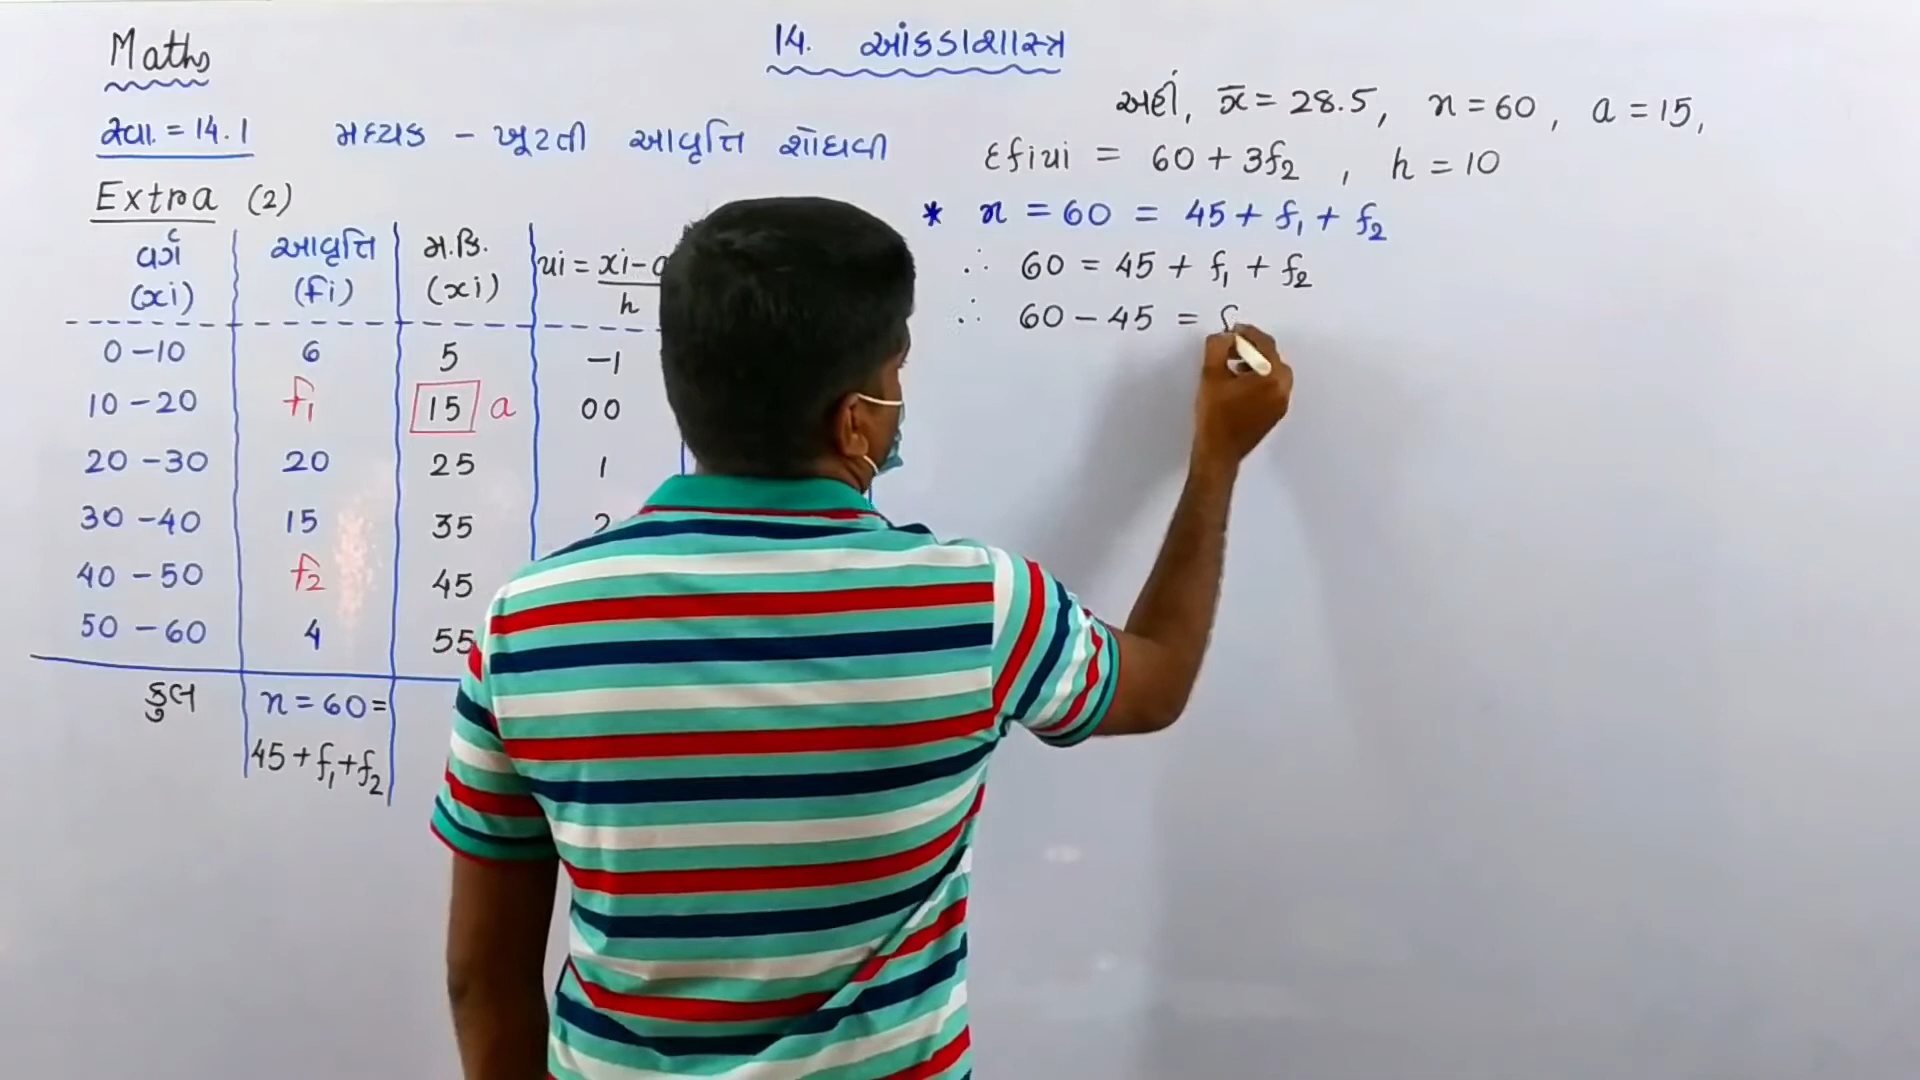 Maths
14. આંકડાશાસ્ત્ર
સ્વા. = 14.1 મધ્યક - ખૂટતી આવૃત્તિ શોધવી
Extra (2)
વર્ગ (xi) આવૃત્તિ (fi) મ.કિ. (xi) ui = xi - a / h
0 - 10 6 5 -1
10 - 20 f1 15 a 00
20 - 30 20 25 1
30 - 40 15 35 2
40 - 50 f2 45
50 - 60 4 55
કુલ n = 60 =
45 + f1 + f2
અહીં, x̄ = 28.5, n = 60, a = 15,
Σfiui = 60 + 3f2, h = 10
* n = 60 = 45 + f1 + f2
∴ 60 = 45 + f1 + f2
∴ 60 - 45 = f